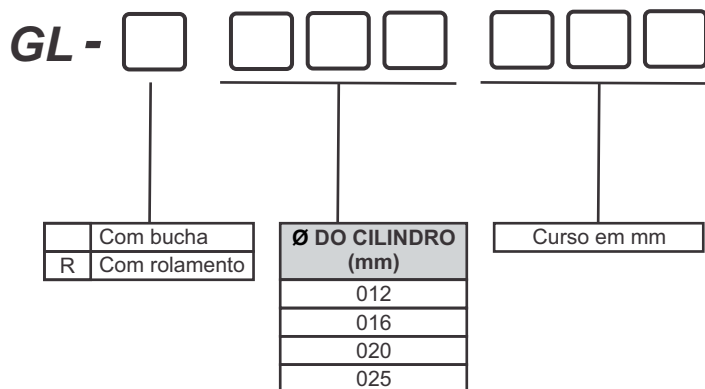 GL -
Com bucha
R Com rolamento
Ø DO CILINDRO
(mm)
012
016
020
025
Curso em mm